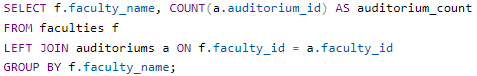 SELECT f.faculty_name, COUNT(a.auditorium_id) AS auditorium_count
FROM faculties f
LEFT JOIN auditoriums a ON f.faculty_id = a.faculty_id
GROUP BY f.faculty_name;